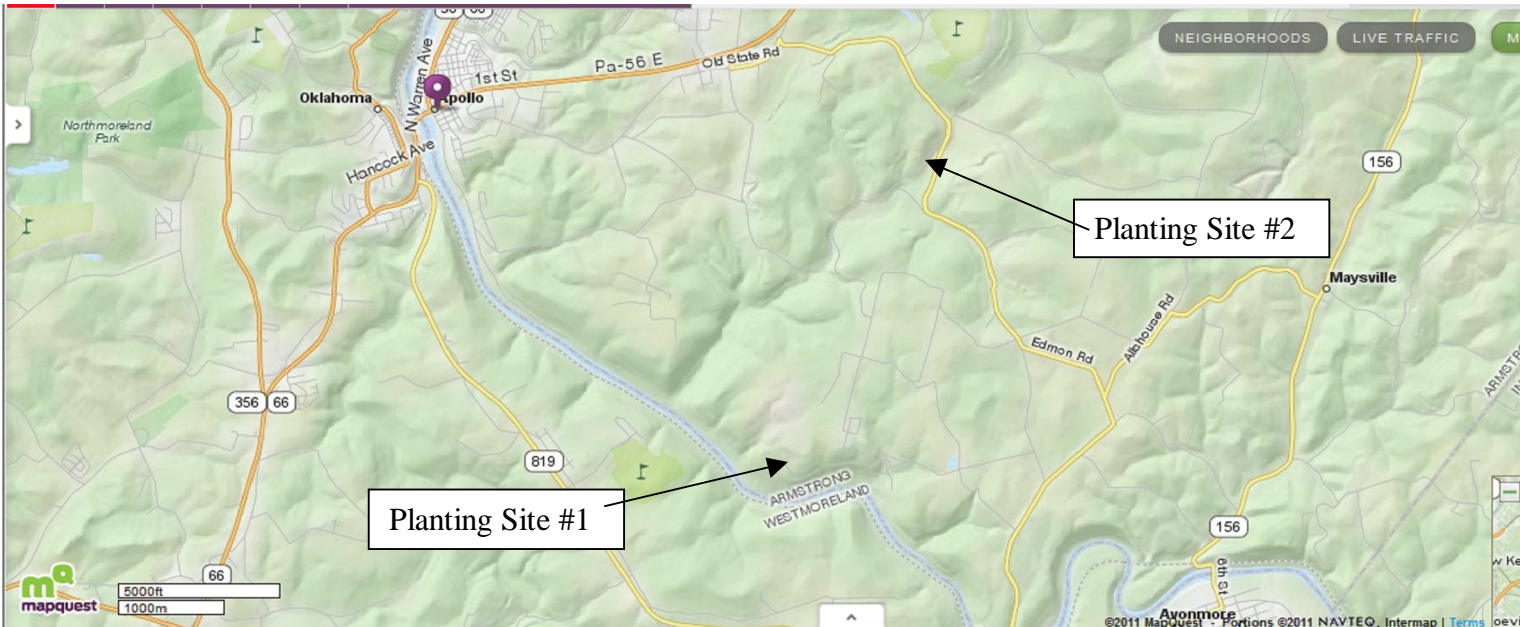 NEIGHBORHOODS
LIVE TRAFFIC
N Warren Ave
1st St
Pa-56 E
Old State Rd
Oklahoma
Apollo
Northmoreland
Park
Hancock Ave
156
Planting Site #2
Maysville
Edmon Rd
356
66
819
ARMSTRONG
WESTMORELAND
Planting Site #1
156
6th St
66
5000ft
1000m
mapquest
Avonmore
©2011 MapQuest - Portions ©2011 NAVTEQ, Intermap | Terms